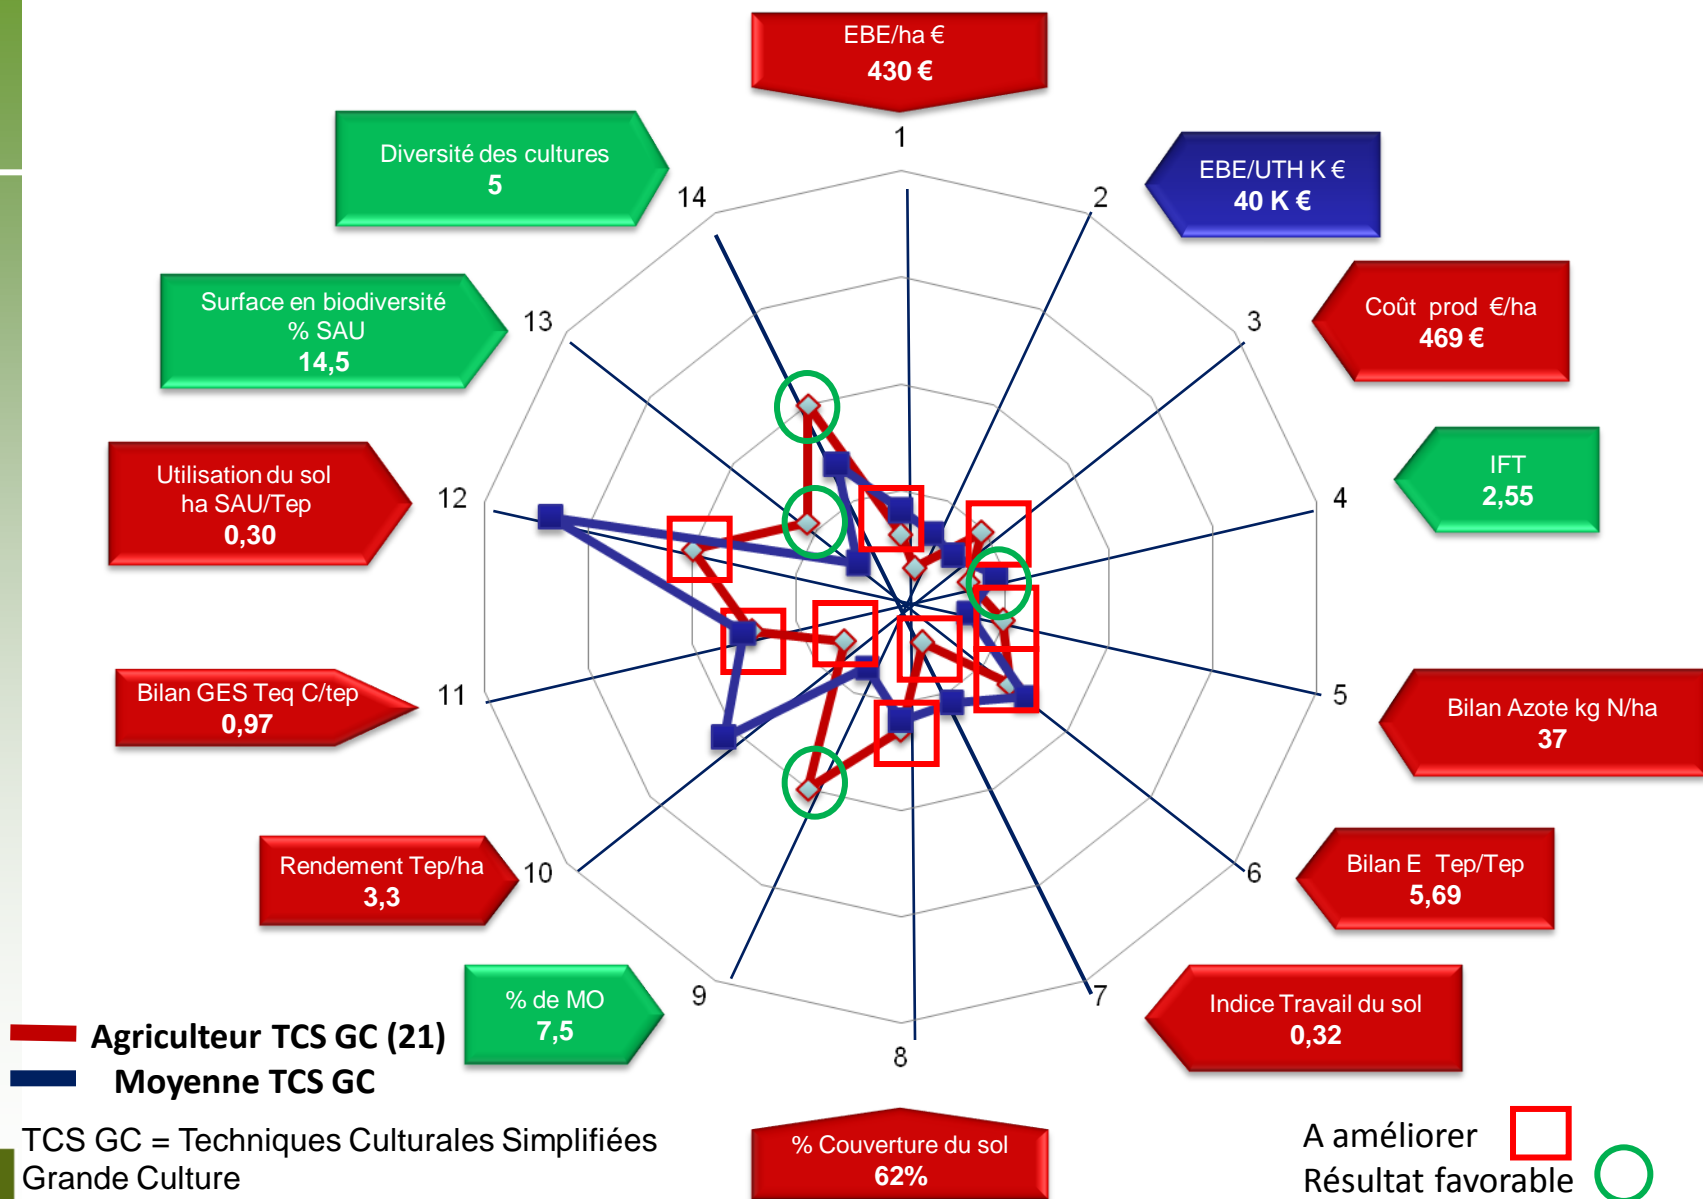 EBE/ha €
430 €
1
Diversité des cultures
5
14
2
EBE/UTH K €
40 K €
Surface en biodiversité
% SAU
14,5
13
3
Coût prod €/ha
469 €
Utilisation du sol
ha SAU/Tep
0,30
12
4
IFT
2,55
Bilan GES Teq C/tep
0,97
11
5
Bilan Azote kg N/ha
37
Rendement Tep/ha
3,3
10
6
Bilan E Tep/Tep
5,69
% de MO
7,5
9
7
Indice Travail du sol
0,32
8
% Couverture du sol
62%
Agriculteur TCS GC (21)
Moyenne TCS GC
TCS GC = Techniques Culturales Simplifiées
Grande Culture
A améliorer
Résultat favorable